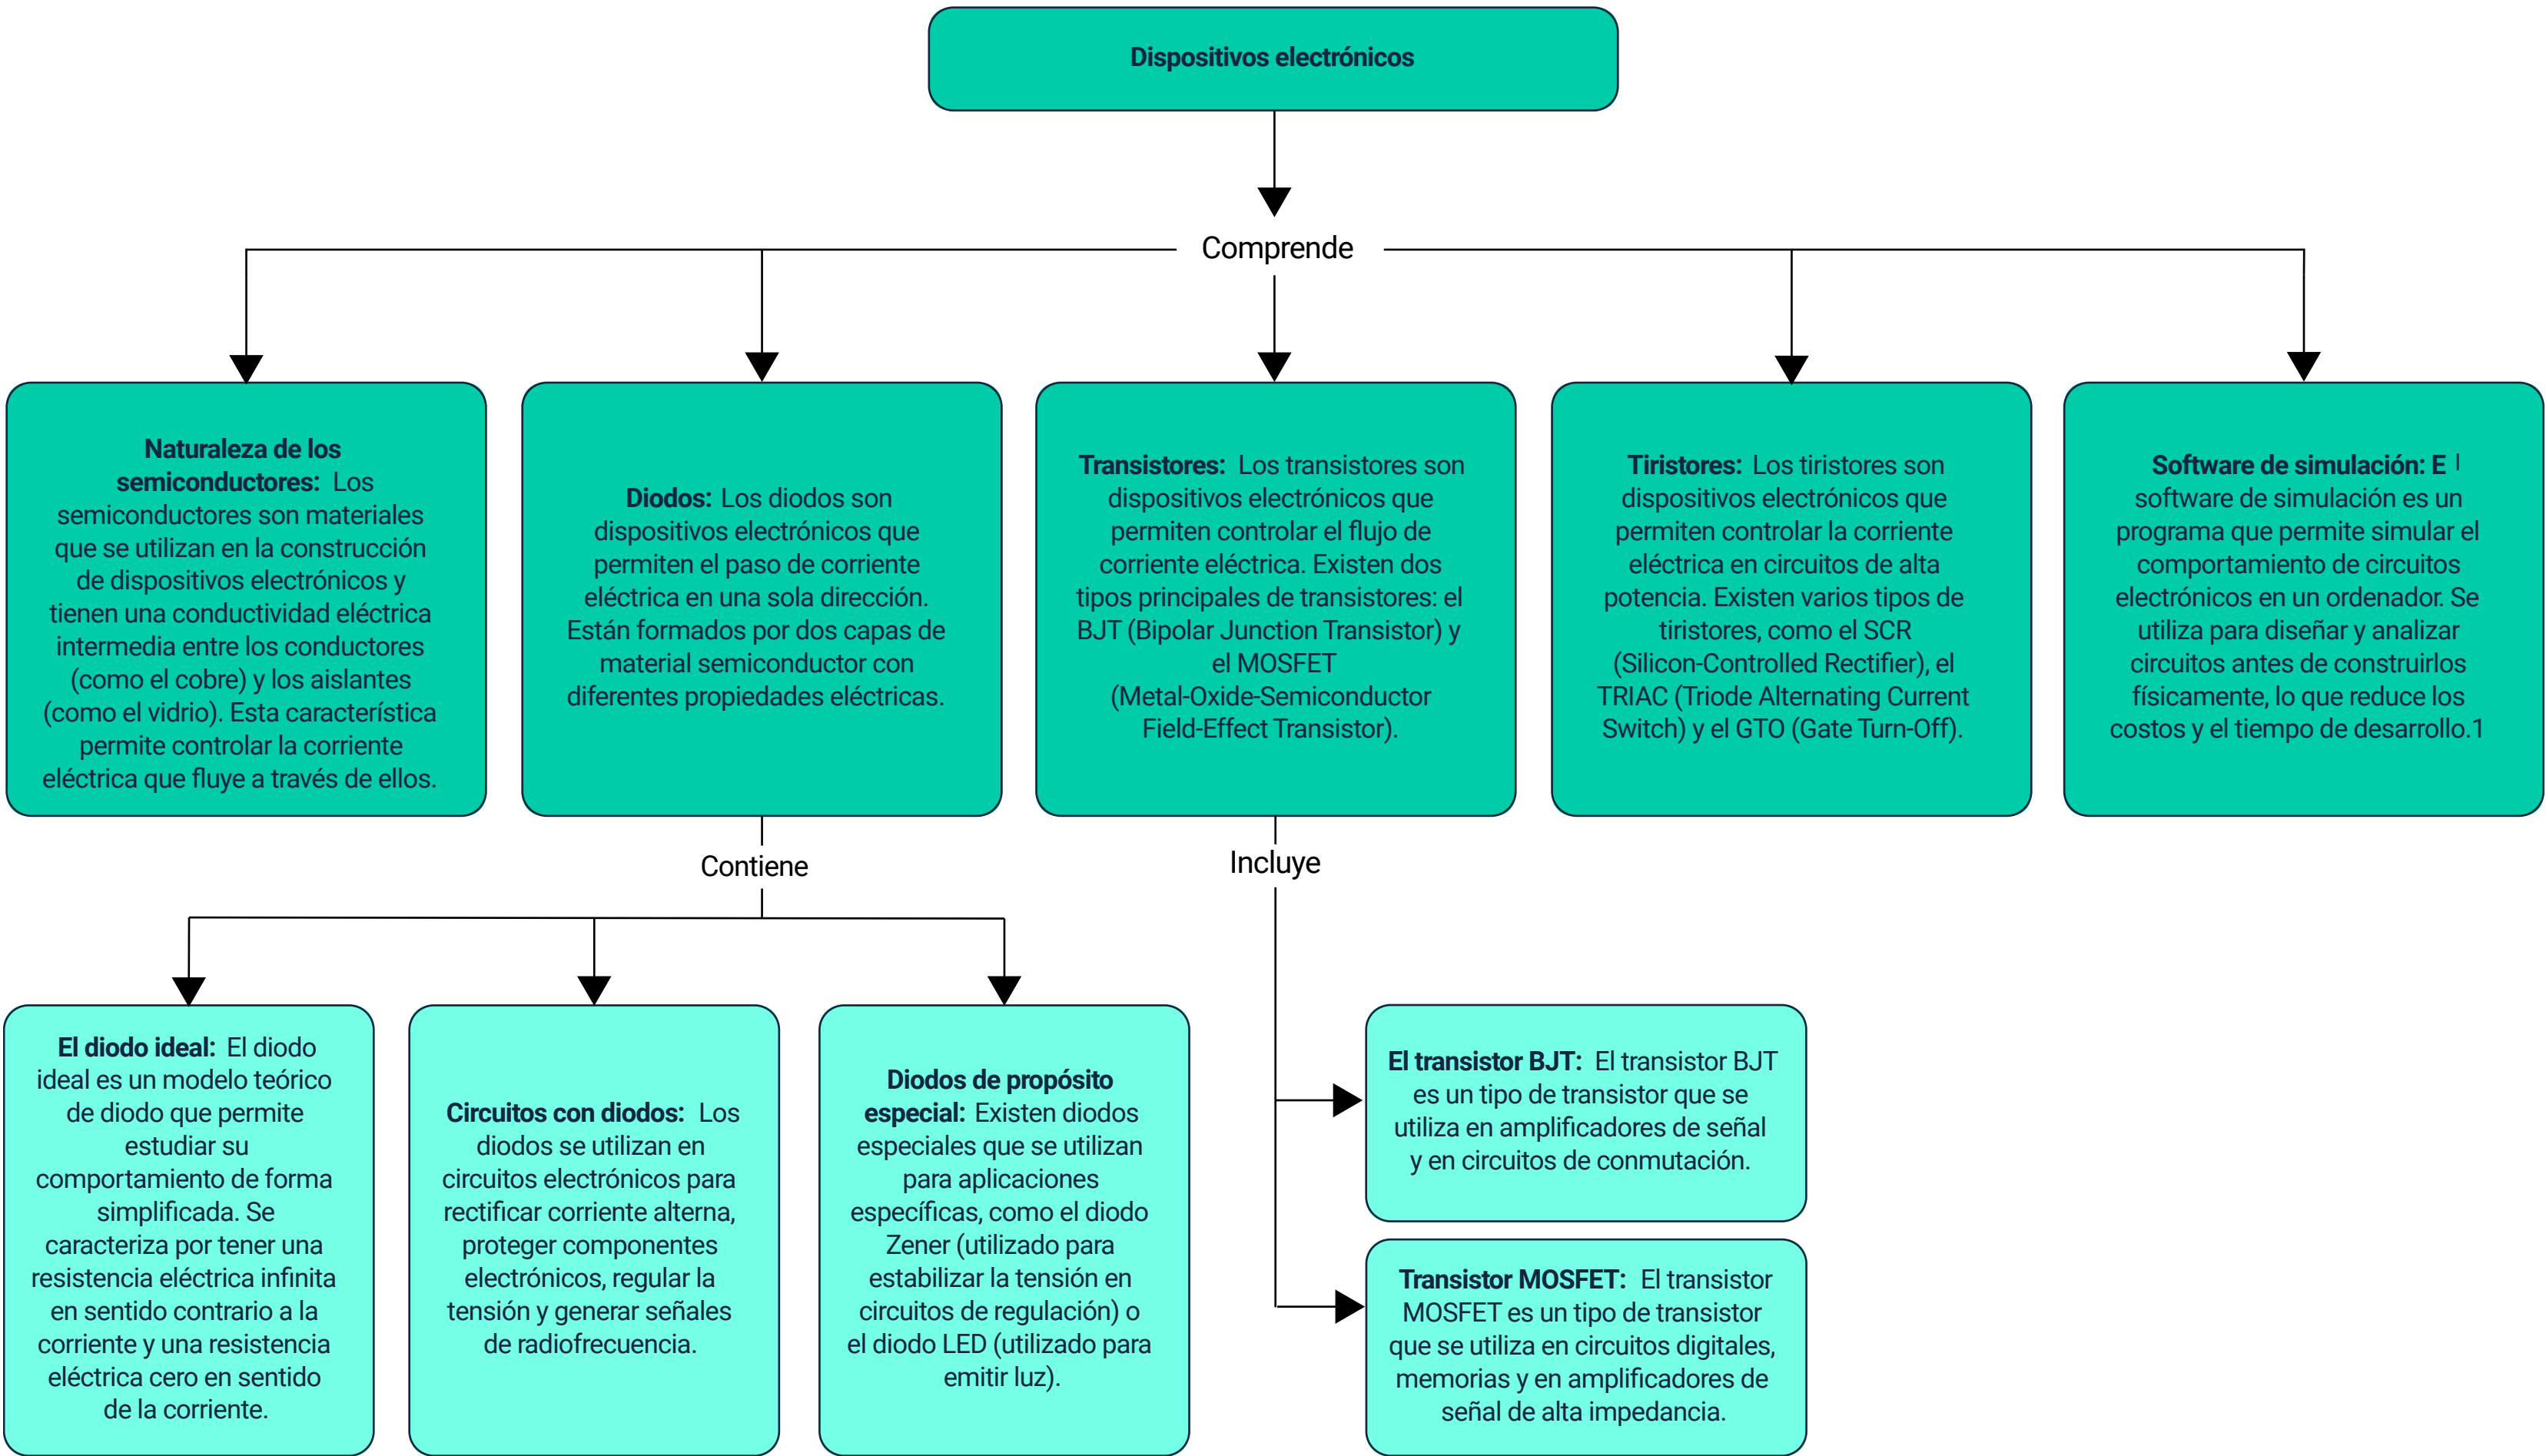 Dispositivos electrónicos
Comprende
Naturaleza de los
semiconductores: Los
semiconductores son materiales
que se utilizan en la construcción
de dispositivos electrónicos y
tienen una conductividad eléctrica
intermedia entre los conductores
(como el cobre) y los aislantes
(como el vidrio). Esta característica
permite controlar la corriente
eléctrica que fluye a través de ellos.
Diodos: Los diodos son
dispositivos electrónicos que
permiten el paso de corriente
eléctrica en una sola dirección.
Están formados por dos capas de
material semiconductor con
diferentes propiedades eléctricas.
Transistores: Los transistores son
dispositivos electrónicos que
permiten controlar el flujo de
corriente eléctrica. Existen dos
tipos principales de transistores: el
BJT (Bipolar Junction Transistor) y
el MOSFET
(Metal-Oxide-Semiconductor
Field-Effect Transistor).
Tiristores: Los tiristores son
dispositivos electrónicos que
permiten controlar la corriente
eléctrica en circuitos de alta
potencia. Existen varios tipos de
tiristores, como el SCR
(Silicon-Controlled Rectifier), el
TRIAC (Triode Alternating Current
Switch) y el GTO (Gate Turn-Off).
Software de simulación: E l
software de simulación es un
programa que permite simular el
comportamiento de circuitos
electrónicos en un ordenador. Se
utiliza para diseñar y analizar
circuitos antes de construirlos
físicamente, lo que reduce los
costos y el tiempo de desarrollo.1
Contiene
Incluye
El diodo ideal: El diodo
ideal es un modelo teórico
de diodo que permite
estudiar su
comportamiento de forma
simplificada. Se
caracteriza por tener una
resistencia eléctrica infinita
en sentido contrario a la
corriente y una resistencia
eléctrica cero en sentido
de la corriente.
Circuitos con diodos: Los
diodos se utilizan en
circuitos electrónicos para
rectificar corriente alterna,
proteger componentes
electrónicos, regular la
tensión y generar señales
de radiofrecuencia.
Diodos de propósito
especial: Existen diodos
especiales que se utilizan
para aplicaciones
específicas, como el diodo
Zener (utilizado para
estabilizar la tensión en
circuitos de regulación) o
el diodo LED (utilizado para
emitir luz).
El transistor BJT: El transistor BJT
es un tipo de transistor que se
utiliza en amplificadores de señal
y en circuitos de conmutación.
Transistor MOSFET: El transistor
MOSFET es un tipo de transistor
que se utiliza en circuitos digitales,
memorias y en amplificadores de
señal de alta impedancia.